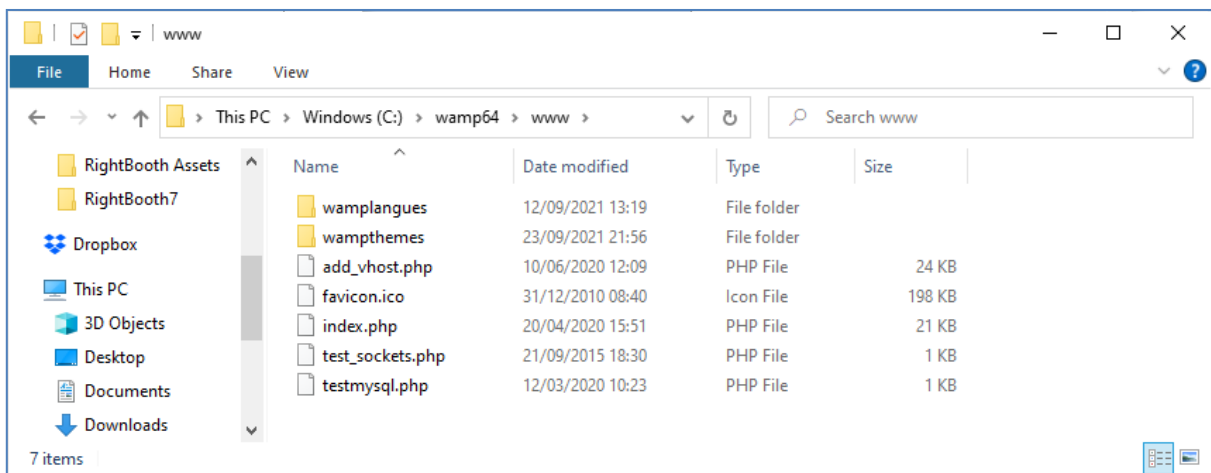 www
File Home Share View ?
This PC > Windows (C:) > wamp64 > www > Search www
RightBooth Assets
RightBooth7
Dropbox
This PC
3D Objects
Desktop
Documents
Downloads
Name Date modified Type Size
wamplangues 12/09/2021 13:19 File folder
wampthemes 23/09/2021 21:56 File folder
add_vhost.php 10/06/2020 12:09 PHP File 24 KB
favicon.ico 31/12/2010 08:40 Icon File 198 KB
index.php 20/04/2020 15:51 PHP File 21 KB
test_sockets.php 21/09/2015 18:30 PHP File 1 KB
testmysql.php 12/03/2020 10:23 PHP File 1 KB
7 items